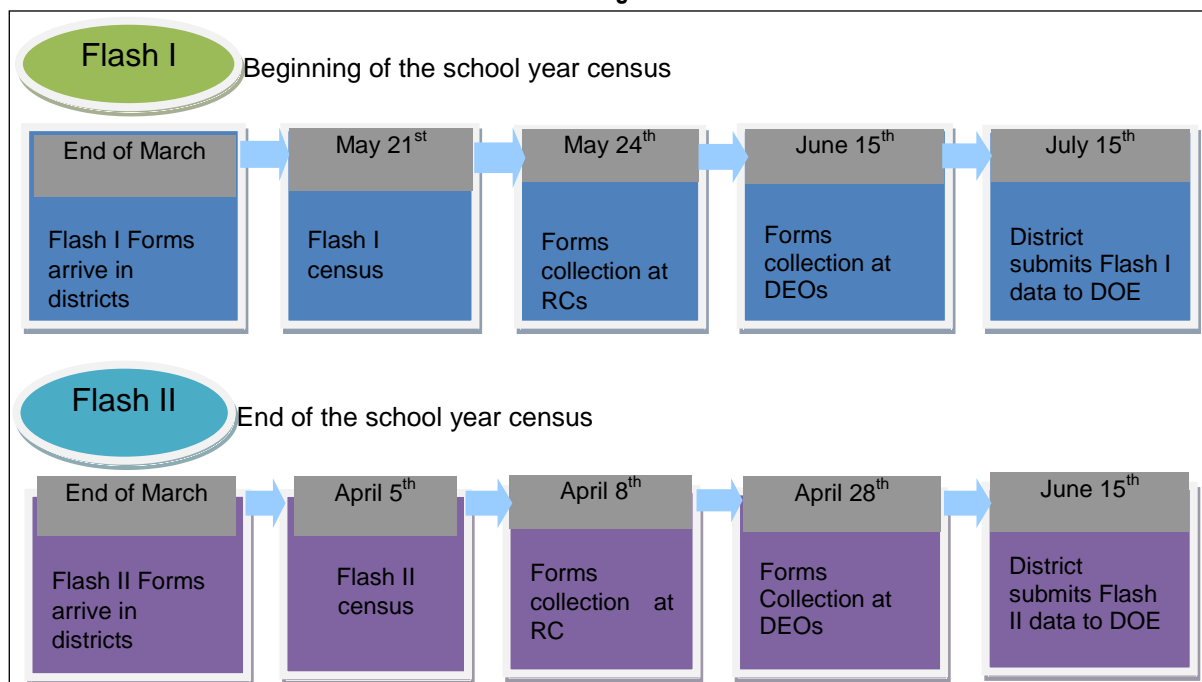 Flash I
Beginning of the school year census
End of March
May 21st
May 24th
June 15th
July 15th
Flash I Forms
arrive in
districts
Flash I
census
Forms
collection at
RCs
Forms
collection at
DEOs
District
submits Flash I
data to DOE
Flash II
End of the school year census
End of March
April 5th
April 8th
April 28th
June 15th
Flash II Forms
arrive in
districts
Flash II
census
Forms
collection at
RC
Forms
Collection at
DEOs
District
submits Flash
II data to DOE